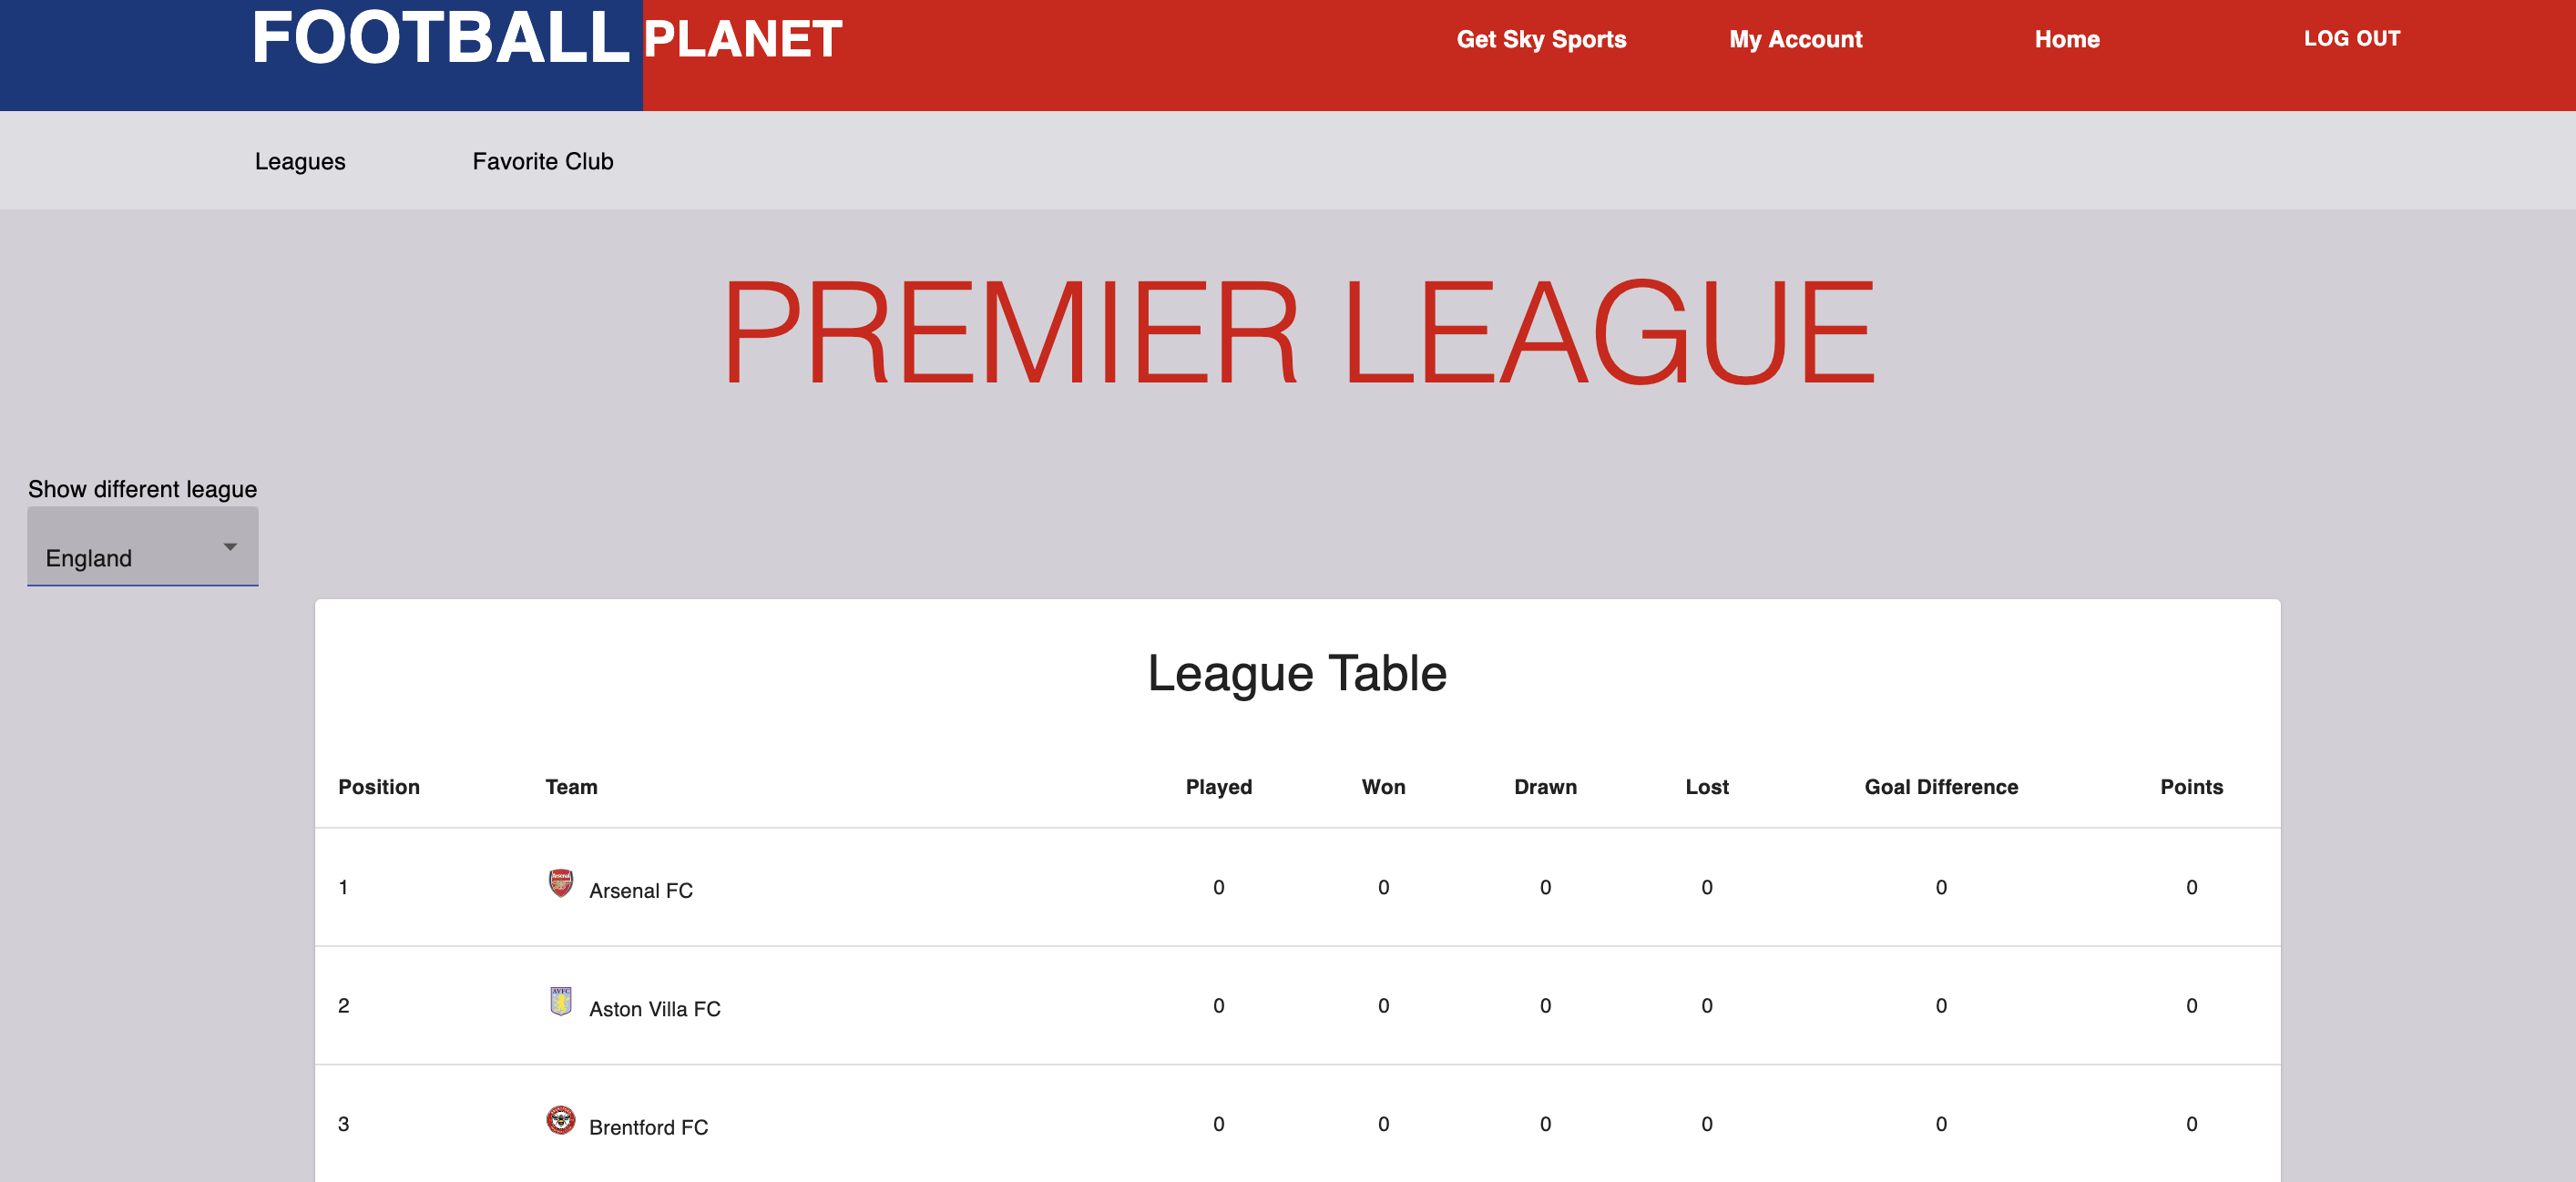 FOOTBALL PLANET Get Sky Sports My Account Home LOG OUT
Leagues Favorite Club
PREMIER LEAGUE
Show different league
England
League Table
Position Team Played Won Drawn Lost Goal Difference Points
1 Arsenal FC 0 0 0 0 0 0
2 Aston Villa FC 0 0 0 0 0 0
3 Brentford FC 0 0 0 0 0 0